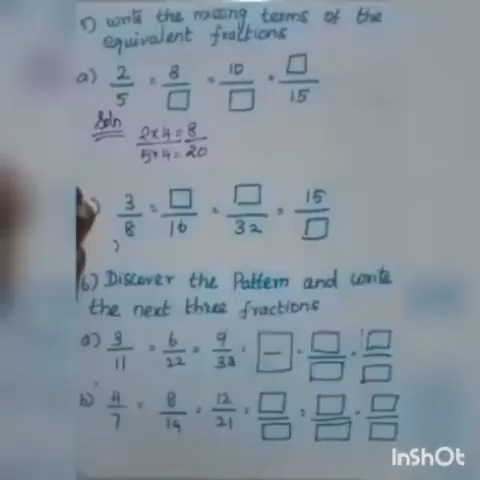 5) Write the missing terms of the
equivalent fractions
a) 2/5 = 8/□ = 10/□ = □/15
Soln
2×4 = 8
5×4 = 20
) 3/8 = □/16 = □/32 = 15/□
6) Discover the Pattern and write
the next three fractions
a) 3/11 = 6/22 = 9/33 = □ = □/□ = □/□
b) 4/7 = 8/14 = 12/21 = □/□ = □/□ = □/□
InShOt